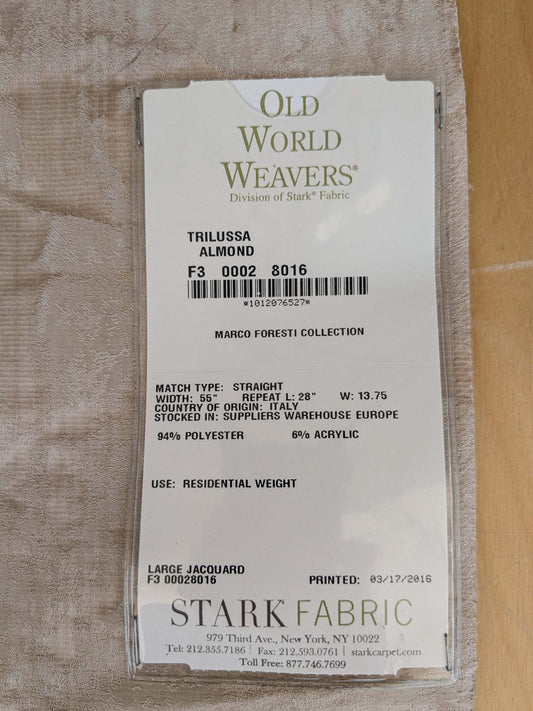 OLD
WORLD
WEAVERS®
Division of Stark® Fabric
TRILUSSA
ALMOND
F3 0002 8016
*1012076527*
MARCO FORESTI COLLECTION
MATCH TYPE: STRAIGHT
WIDTH: 55" REPEAT L: 28" W: 13.75
COUNTRY OF ORIGIN: ITALY
STOCKED IN: SUPPLIERS WAREHOUSE EUROPE
94% POLYESTER 6% ACRYLIC
USE: RESIDENTIAL WEIGHT
LARGE JACQUARD
F3 00028016 PRINTED: 03/17/2016
STARK FABRIC
979 Third Ave., New York, NY 10022
Tel: 212.355.7186 | Fax: 212.593.0761 | starkcarpet.com
Toll Free: 877.746.7699